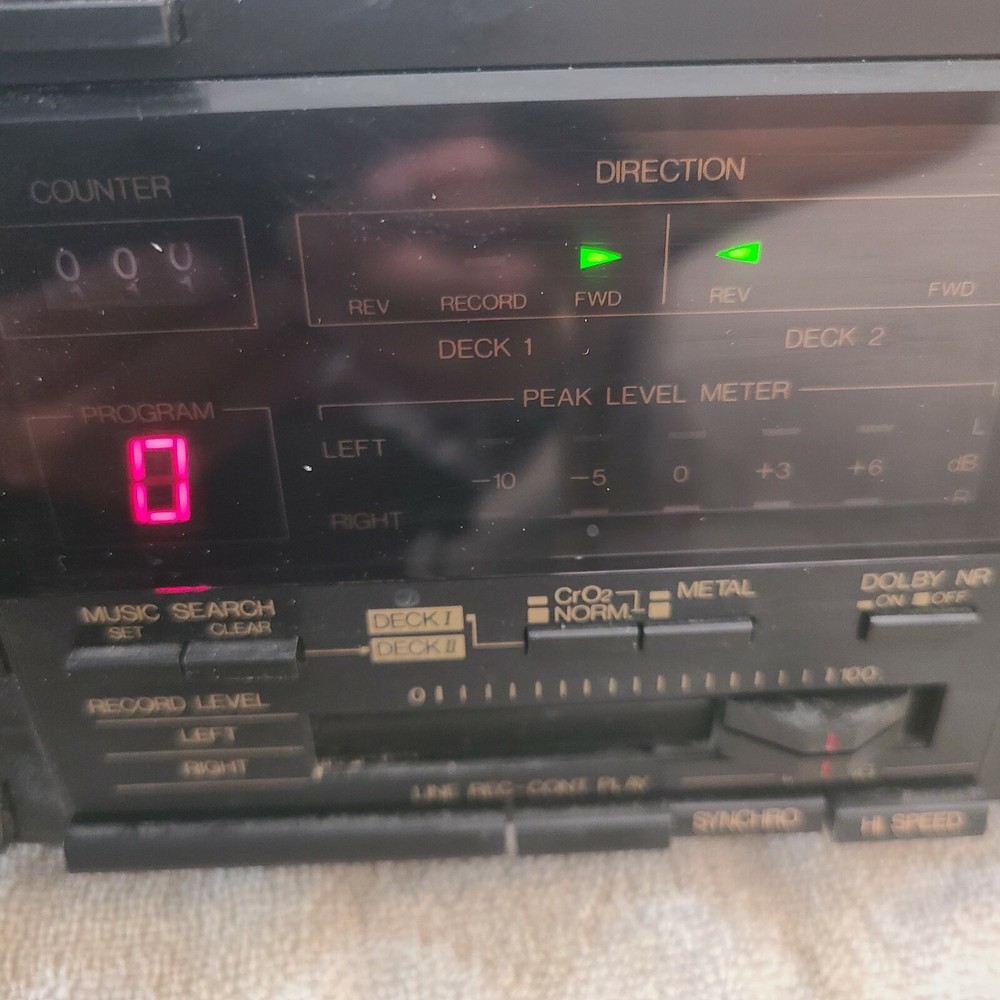 DIRECTION
COUNTER
000
REV RECORD FWD REV FWD
DECK 1 DECK 2
PEAK LEVEL METER
PROGRAM
0
LEFT L
-10 -5 0 +3 +6 dB
RIGHT R
MUSIC SEARCH
SET CLEAR
DECK I
DECK II
CrO2
NORM.
METAL
DOLBY NR
ON OFF
0 100
RECORD LEVEL
LEFT
RIGHT
LINE REC CONT PLAY
SYNCHRO HI SPEED